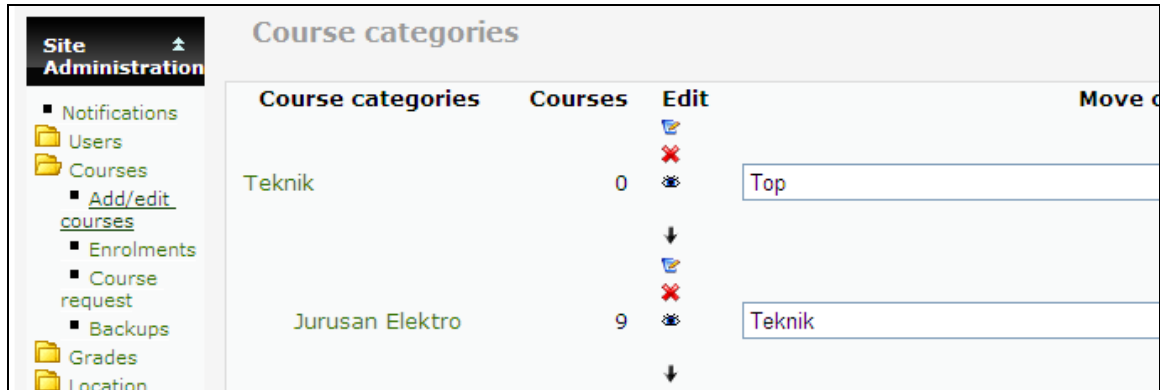 Course categories
Site
Administration
Notifications
Users
Courses
Add/edit
courses
Enrolments
Course
request
Backups
Grades
Location
Course categories Courses Edit Move
Teknik 0 Top
Jurusan Elektro 9 Teknik